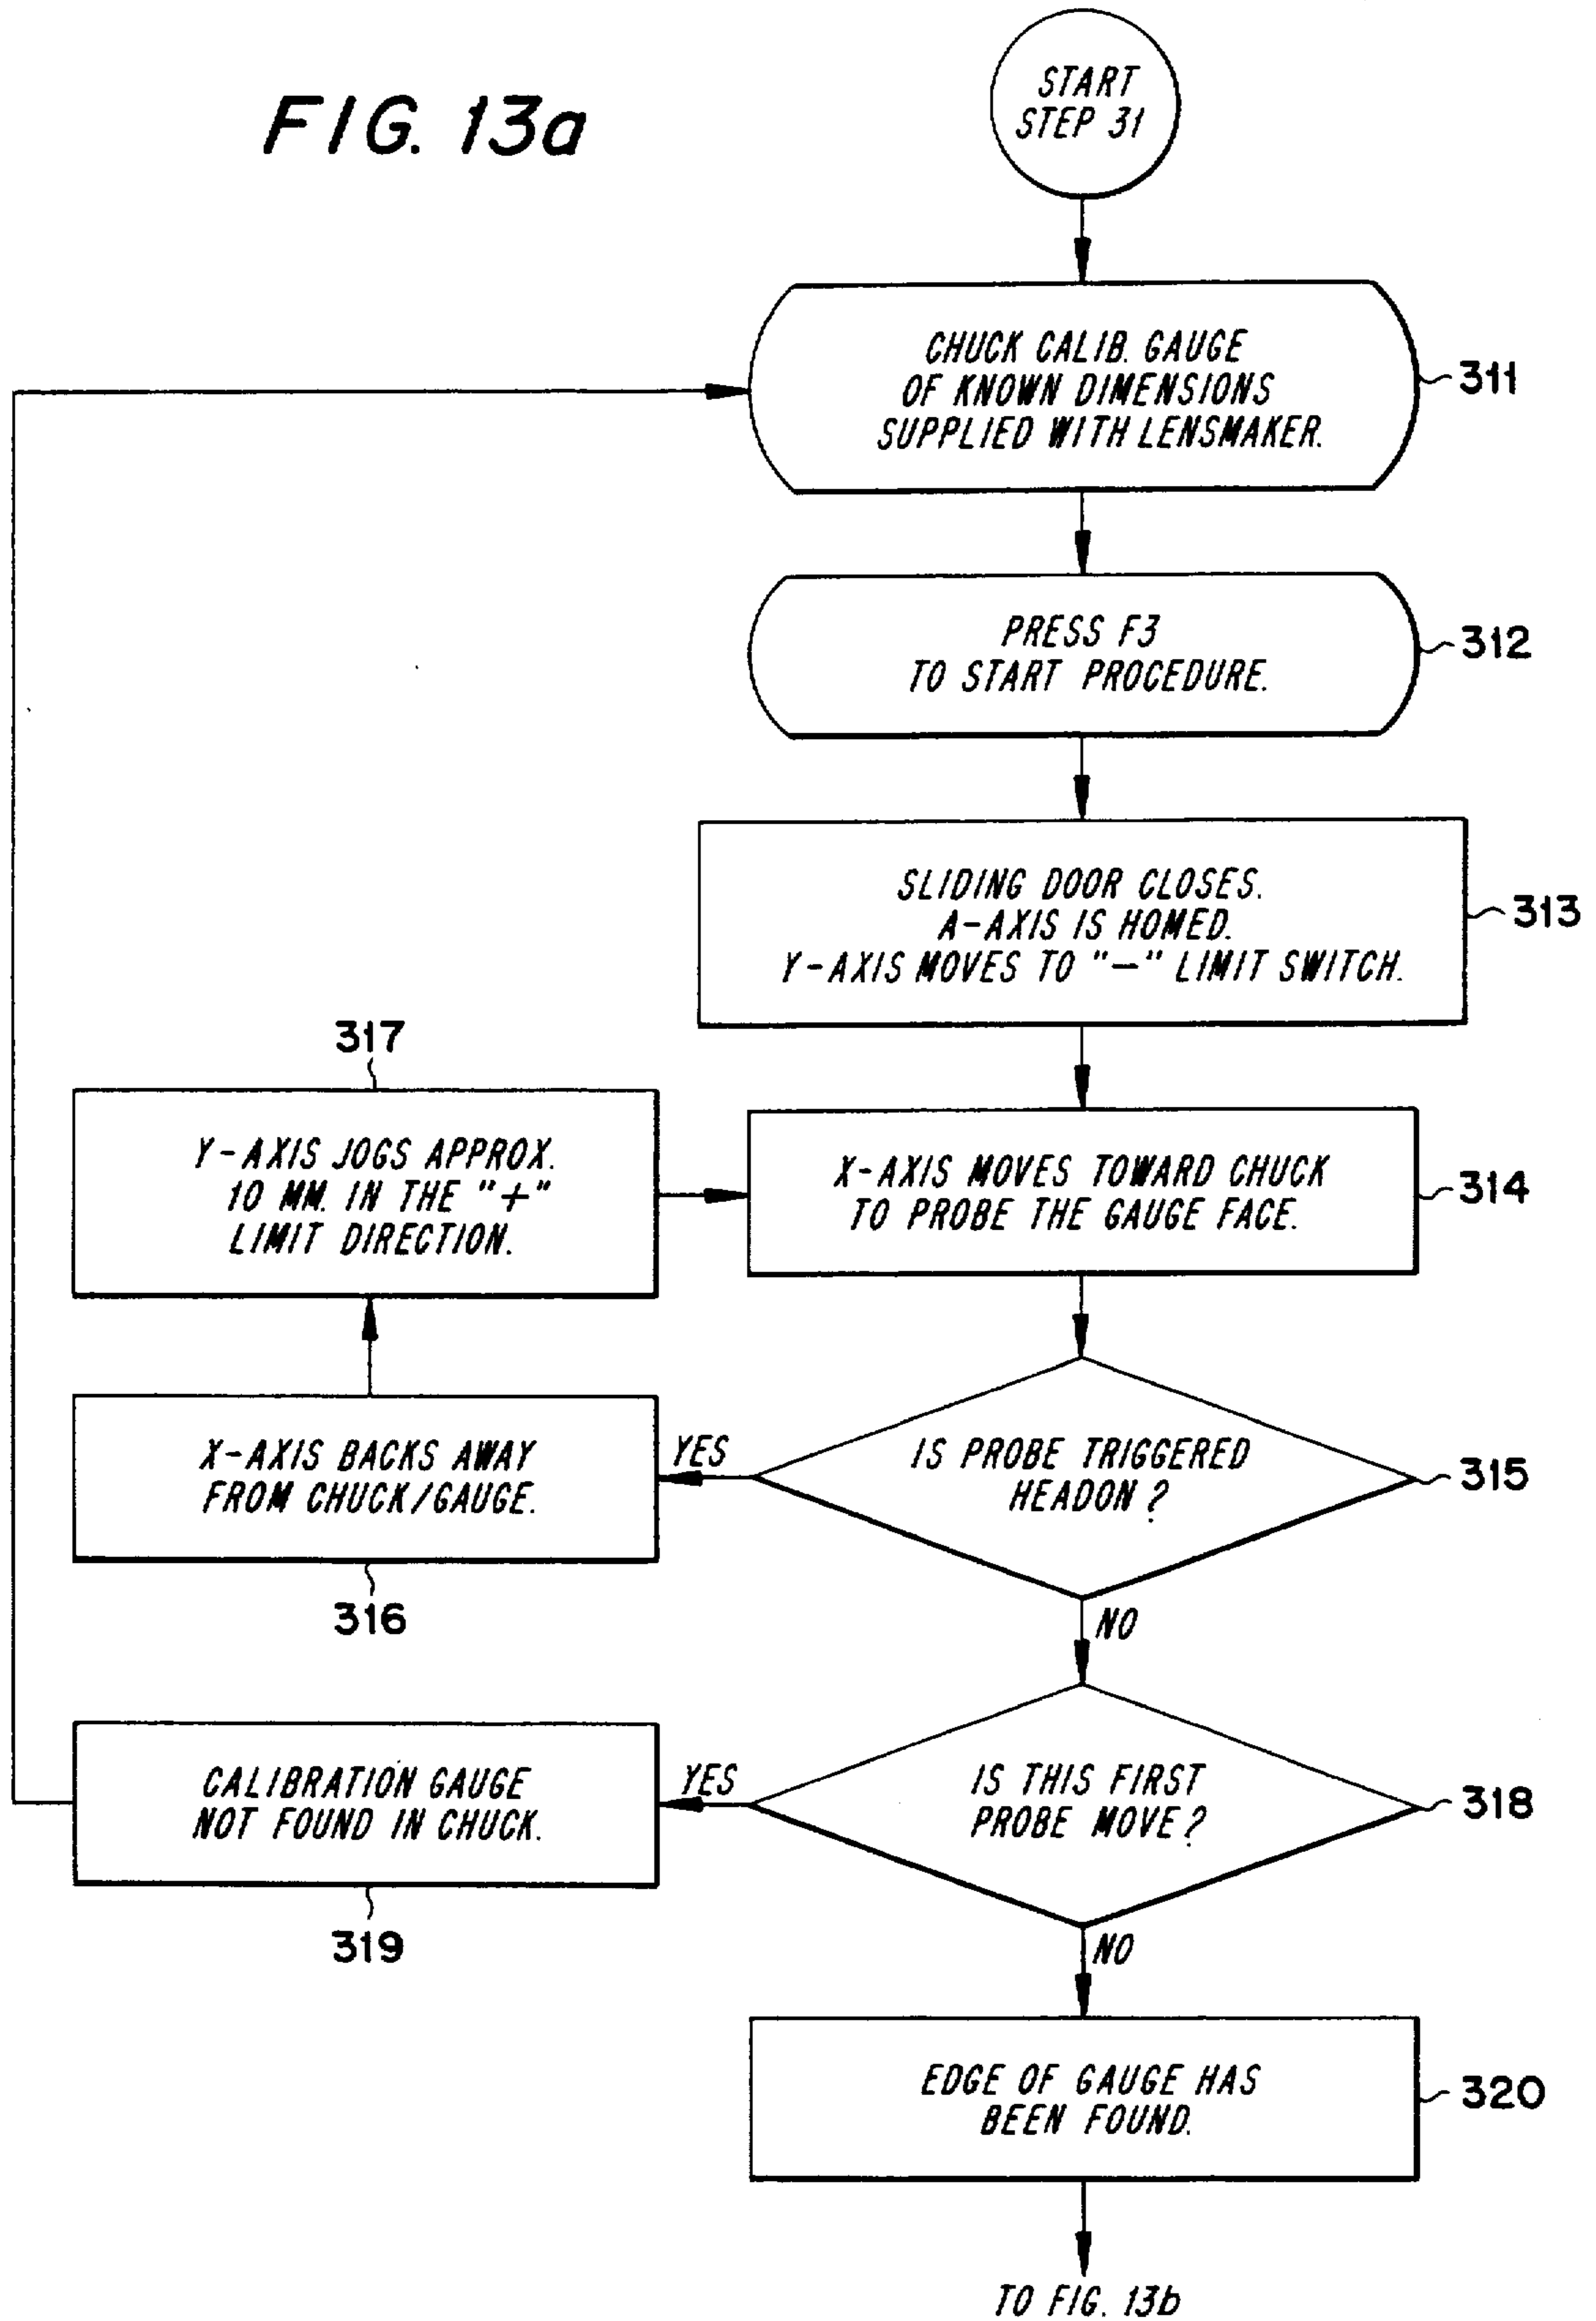 FIG. 13a
START
STEP 31
CHUCK CALIB. GAUGE
OF KNOWN DIMENSIONS
SUPPLIED WITH LENSMAKER.
311
PRESS F3
TO START PROCEDURE.
312
SLIDING DOOR CLOSES.
A-AXIS IS HOMED.
Y-AXIS MOVES TO "-" LIMIT SWITCH.
313
317
Y-AXIS JOGS APPROX.
10 MM. IN THE "+"
LIMIT DIRECTION.
X-AXIS MOVES TOWARD CHUCK
TO PROBE THE GAUGE FACE.
314
X-AXIS BACKS AWAY
FROM CHUCK/GAUGE.
316
YES
IS PROBE TRIGGERED
HEADON?
315
NO
CALIBRATION GAUGE
NOT FOUND IN CHUCK.
319
YES
IS THIS FIRST
PROBE MOVE?
318
NO
EDGE OF GAUGE HAS
BEEN FOUND.
320
TO FIG. 13b